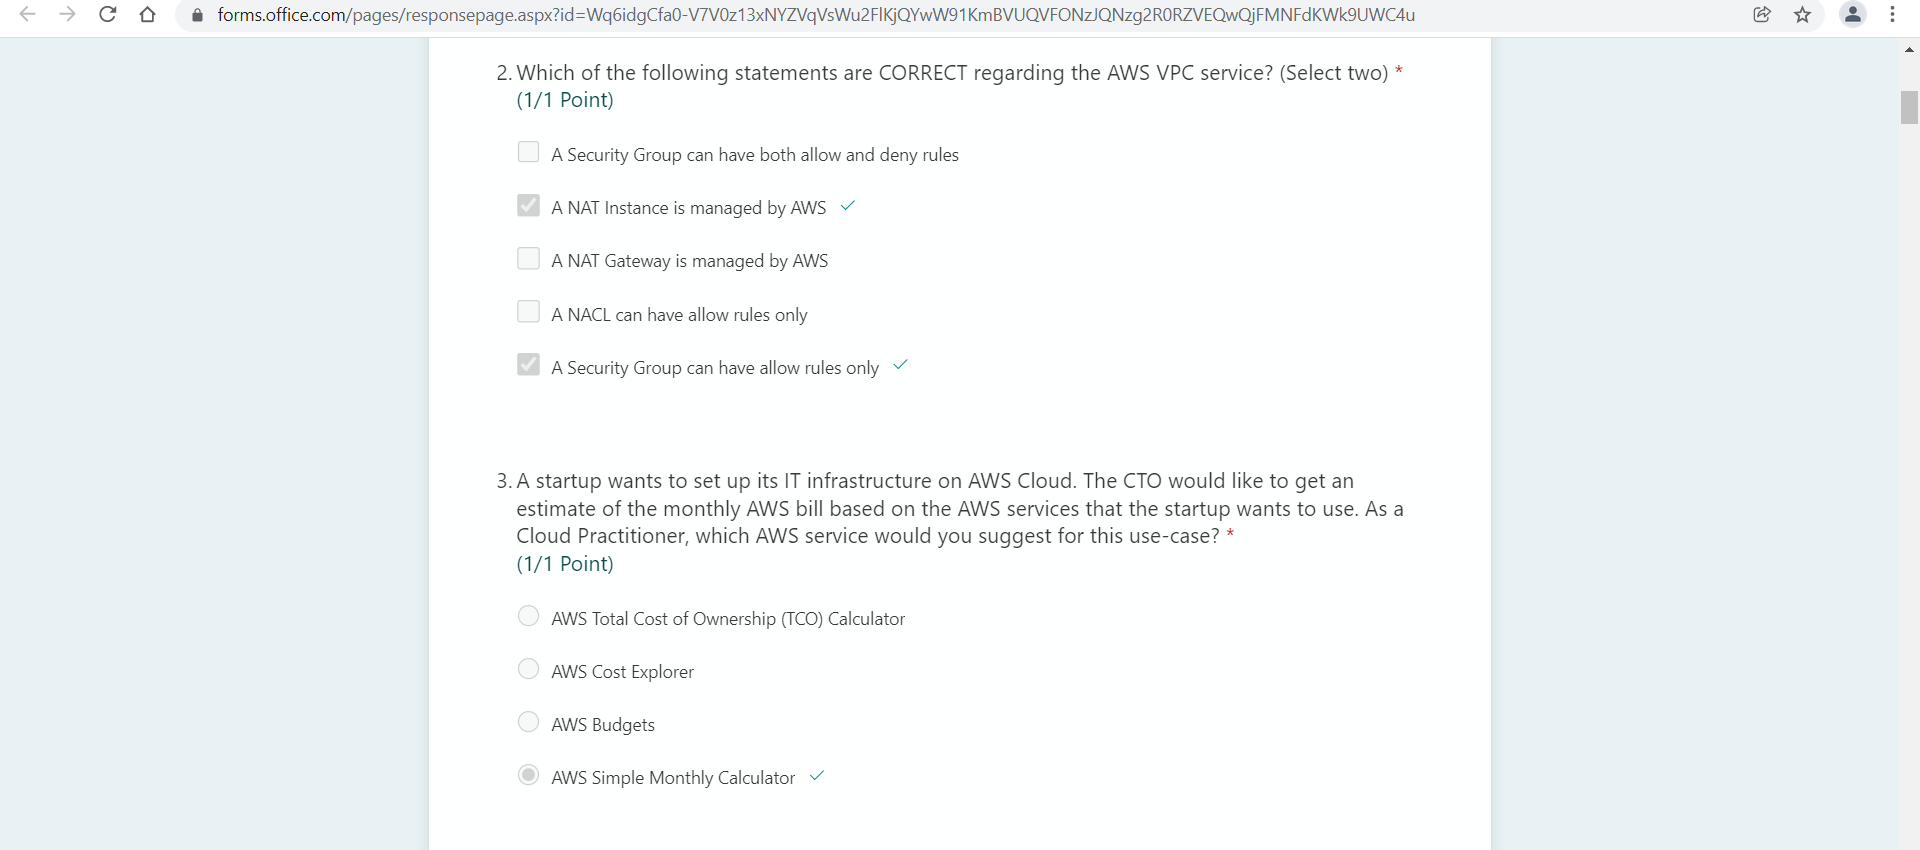 forms.office.com/pages/responsepage.aspx?id=Wq6idgCfa0-V7V0z13xNYZVqVsWu2FlKjQYwW91KmBVUQVFONzJQNzg2R0RZVEQwQjFMNFdKWk9UWC4u
2. Which of the following statements are CORRECT regarding the AWS VPC service? (Select two) *
(1/1 Point)
A Security Group can have both allow and deny rules
A NAT Instance is managed by AWS
A NAT Gateway is managed by AWS
A NACL can have allow rules only
A Security Group can have allow rules only
3. A startup wants to set up its IT infrastructure on AWS Cloud. The CTO would like to get an
estimate of the monthly AWS bill based on the AWS services that the startup wants to use. As a
Cloud Practitioner, which AWS service would you suggest for this use-case? *
(1/1 Point)
AWS Total Cost of Ownership (TCO) Calculator
AWS Cost Explorer
AWS Budgets
AWS Simple Monthly Calculator